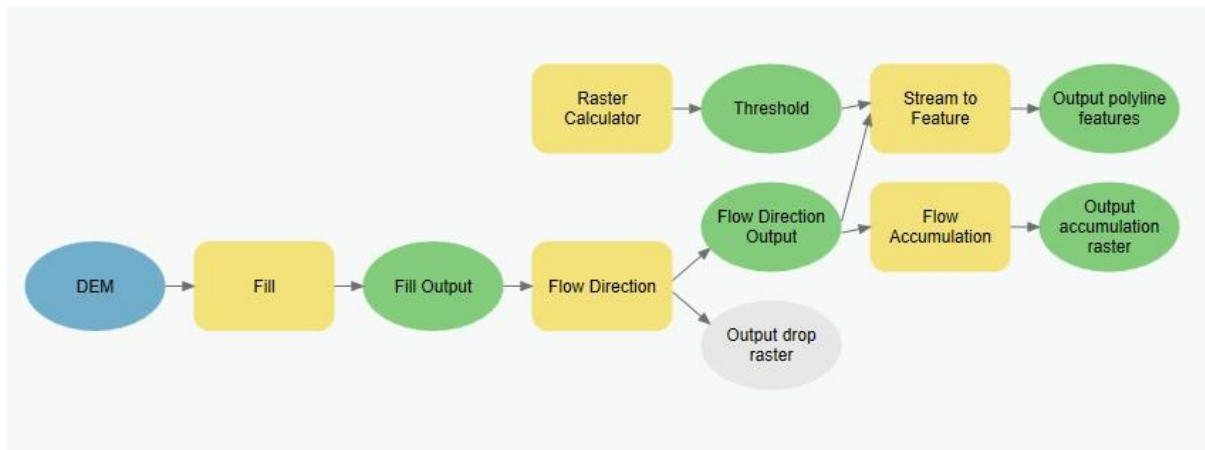 Raster
Calculator
Threshold
Stream to
Feature
Output polyline
features
Flow Direction
Output
Flow
Accumulation
Output
accumulation
raster
DEM
Fill
Fill Output
Flow Direction
Output drop
raster